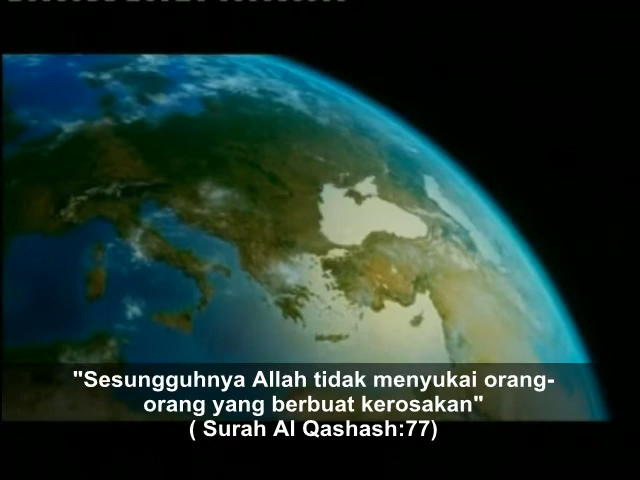 "Sesungguhnya Allah tidak menyukai orang-
orang yang berbuat kerosakan"
( Surah Al Qashash:77)